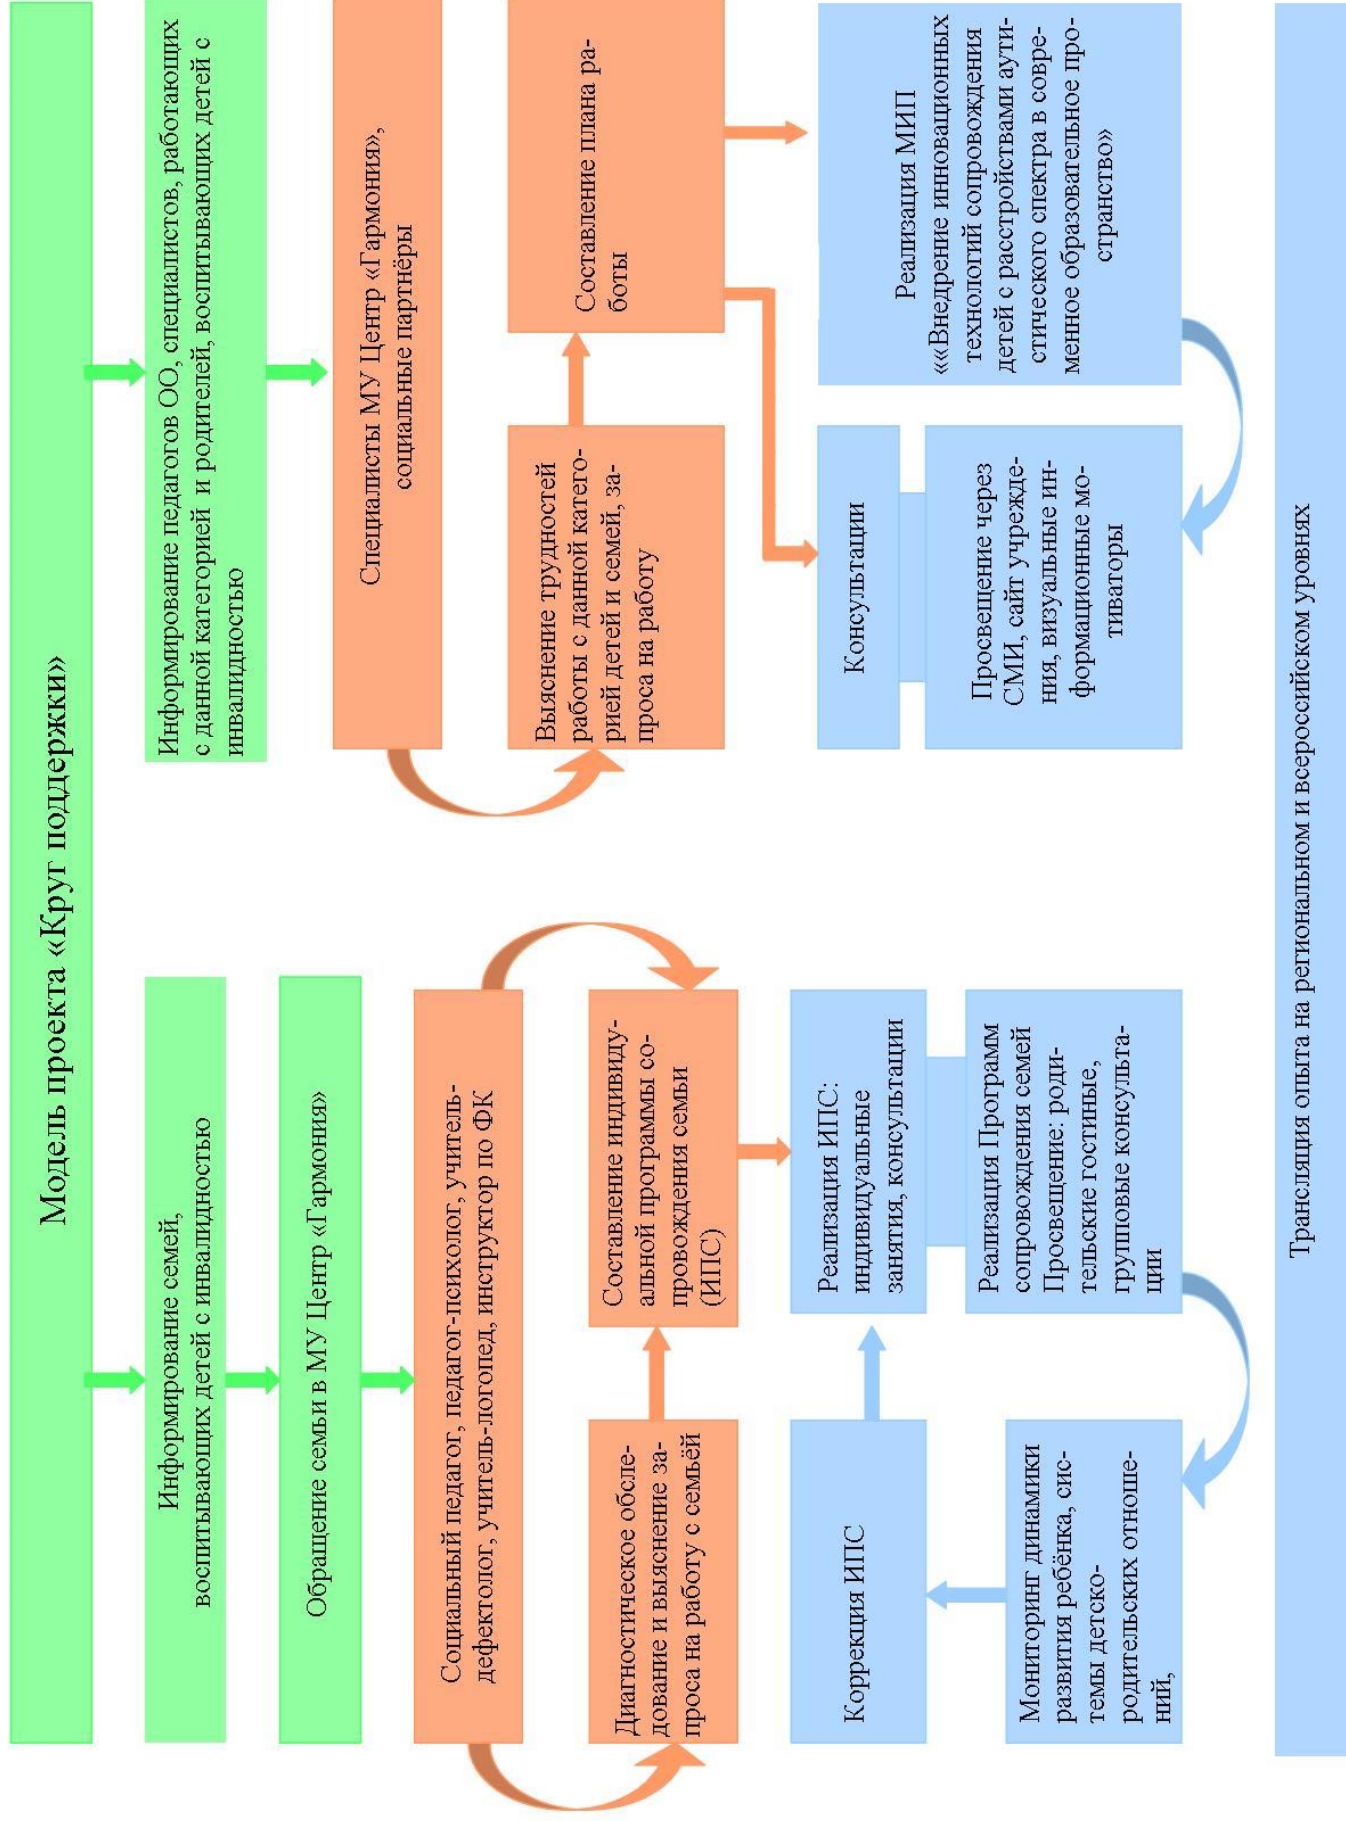 Модель проекта «Круг поддержки»
Информирование семей,
воспитывающих детей с инвалидностью
Обращение семьи в МУ Центр «Гармония»
Социальный педагог, педагог-психолог, учитель-
дефектолог, учитель-логопед, инструктор по ФК
Диагностическое обсле-
дование и выяснение за-
проса на работу с семьёй
Составление индивиду-
альной программы со-
провождения семьи
(ИПС)
Коррекция ИПС
Реализация ИПС:
индивидуальные
занятия, консультации
Мониторинг динамики
развития ребёнка, сис-
темы детско-
родительских отноше-
ний,
Реализация Программ
сопровождения семей
Просвещение: роди-
тельские гостиные,
групповые консульта-
ции
Информирование педагогов ОО, специалистов, работающих
с данной категорией и родителей, воспитывающих детей с
инвалидностью
Специалисты МУ Центр «Гармония»,
социальные партнёры
Выяснение трудностей
работы с данной катего-
рией детей и семей, за-
проса на работу
Составление плана ра-
боты
Консультации
Просвещение через
СМИ, сайт учрежде-
ния, визуальные ин-
формационные мо-
тиваторы
Реализация МИП
««Внедрение инновационных
технологий сопровождения
детей с расстройствами аути-
стического спектра в совре-
менное образовательное про-
странство»
Трансляция опыта на региональном и всероссийском уровнях